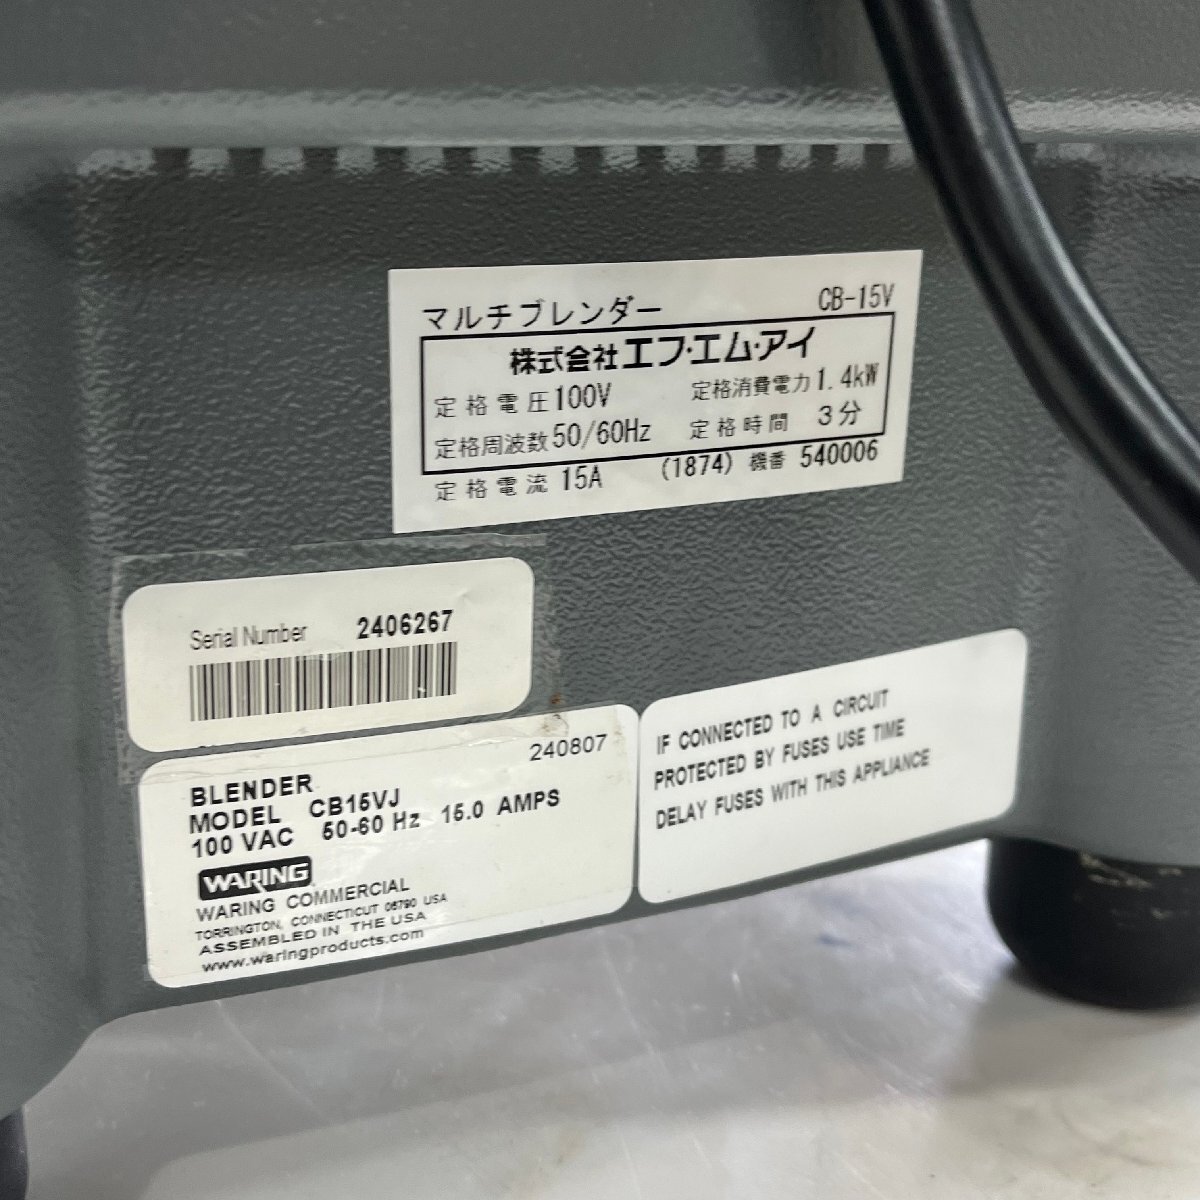 マルチブレンダー CB-15V
株式会社エフ・エム・アイ
定格電圧100V 定格消費電力1.4kW
定格周波数50/60Hz 定格時間 3分
定格電流 15A (1874) 機番 540006
Serial Number 2406267
240807
BLENDER
MODEL CB15VJ
100 VAC 50-60 Hz 15.0 AMPS
WARING
WARING COMMERCIAL
TORRINGTON, CONNECTICUT 06790 USA
ASSEMBLED IN THE USA
www.waringproducts.com
IF CONNECTED TO A CIRCUIT
PROTECTED BY FUSES USE TIME
DELAY FUSES WITH THIS APPLIANCE